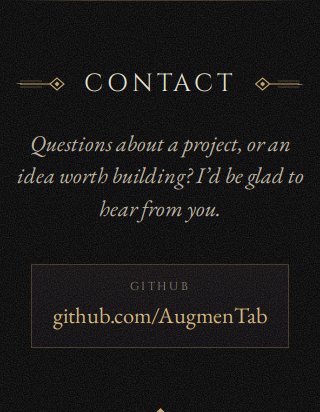 CONTACT
Questions about a project, or an
idea worth building? I'd be glad to
hear from you.
GITHUB
github.com/AugmenTab